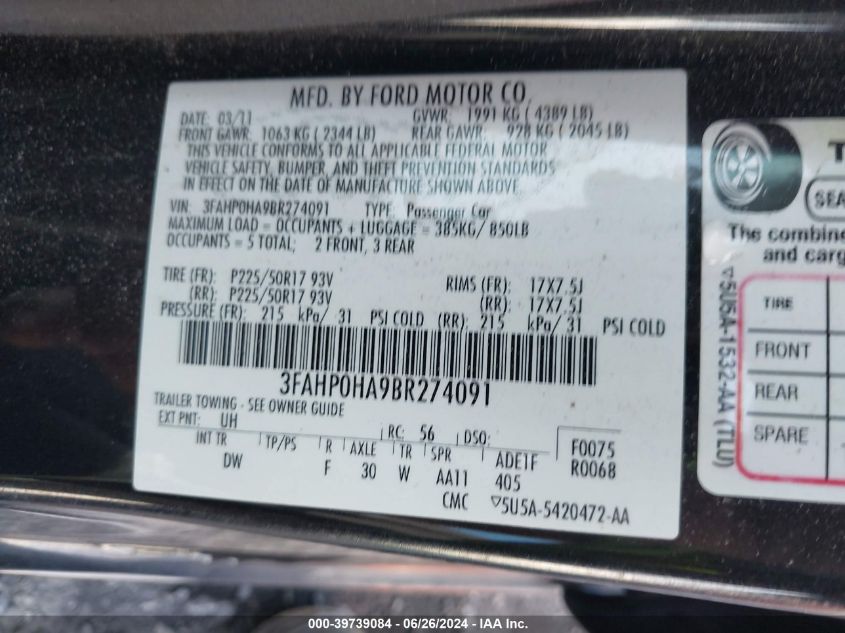 MFD. BY FORD MOTOR CO.
DATE: 03/11 GVWR: 1991 KG ( 4389 LB)
FRONT GAWR: 1063 KG ( 2344 LB) REAR GAWR: 928 KG ( 2045 LB)
THIS VEHICLE CONFORMS TO ALL APPLICABLE FEDERAL MOTOR
VEHICLE SAFETY, BUMPER, AND THEFT PREVENTION STANDARDS
IN EFFECT ON THE DATE OF MANUFACTURE SHOWN ABOVE.
VIN: 3FAHP0HA9BR274091 TYPE: Passenger Car
MAXIMUM LOAD = OCCUPANTS + LUGGAGE = 385KG/ 850LB
OCCUPANTS = 5 TOTAL; 2 FRONT, 3 REAR
TIRE (FR): P225/50R17 93V RIMS (FR): 17X7.5J
(RR): P225/50R17 93V (RR): 17X7.5J
PRESSURE (FR): 215 kPa/ 31 PSI COLD (RR): 215 kPa/ 31 PSI COLD
3FAHP0HA9BR274091
TRAILER TOWING - SEE OWNER GUIDE
EXT PNT: UH RC: 56 DSO: F0075
INT TR TP/PS R AXLE TR SPR ADE1F R0068
DW F 30 W AA11 405
CMC ▽5U5A-5420472-AA
SEA
The combine
and carg
▽5U5A-1532-AA (TLU)
TIRE
FRONT
REAR
SPARE
000-39739084 - 06/26/2024 - IAA Inc.